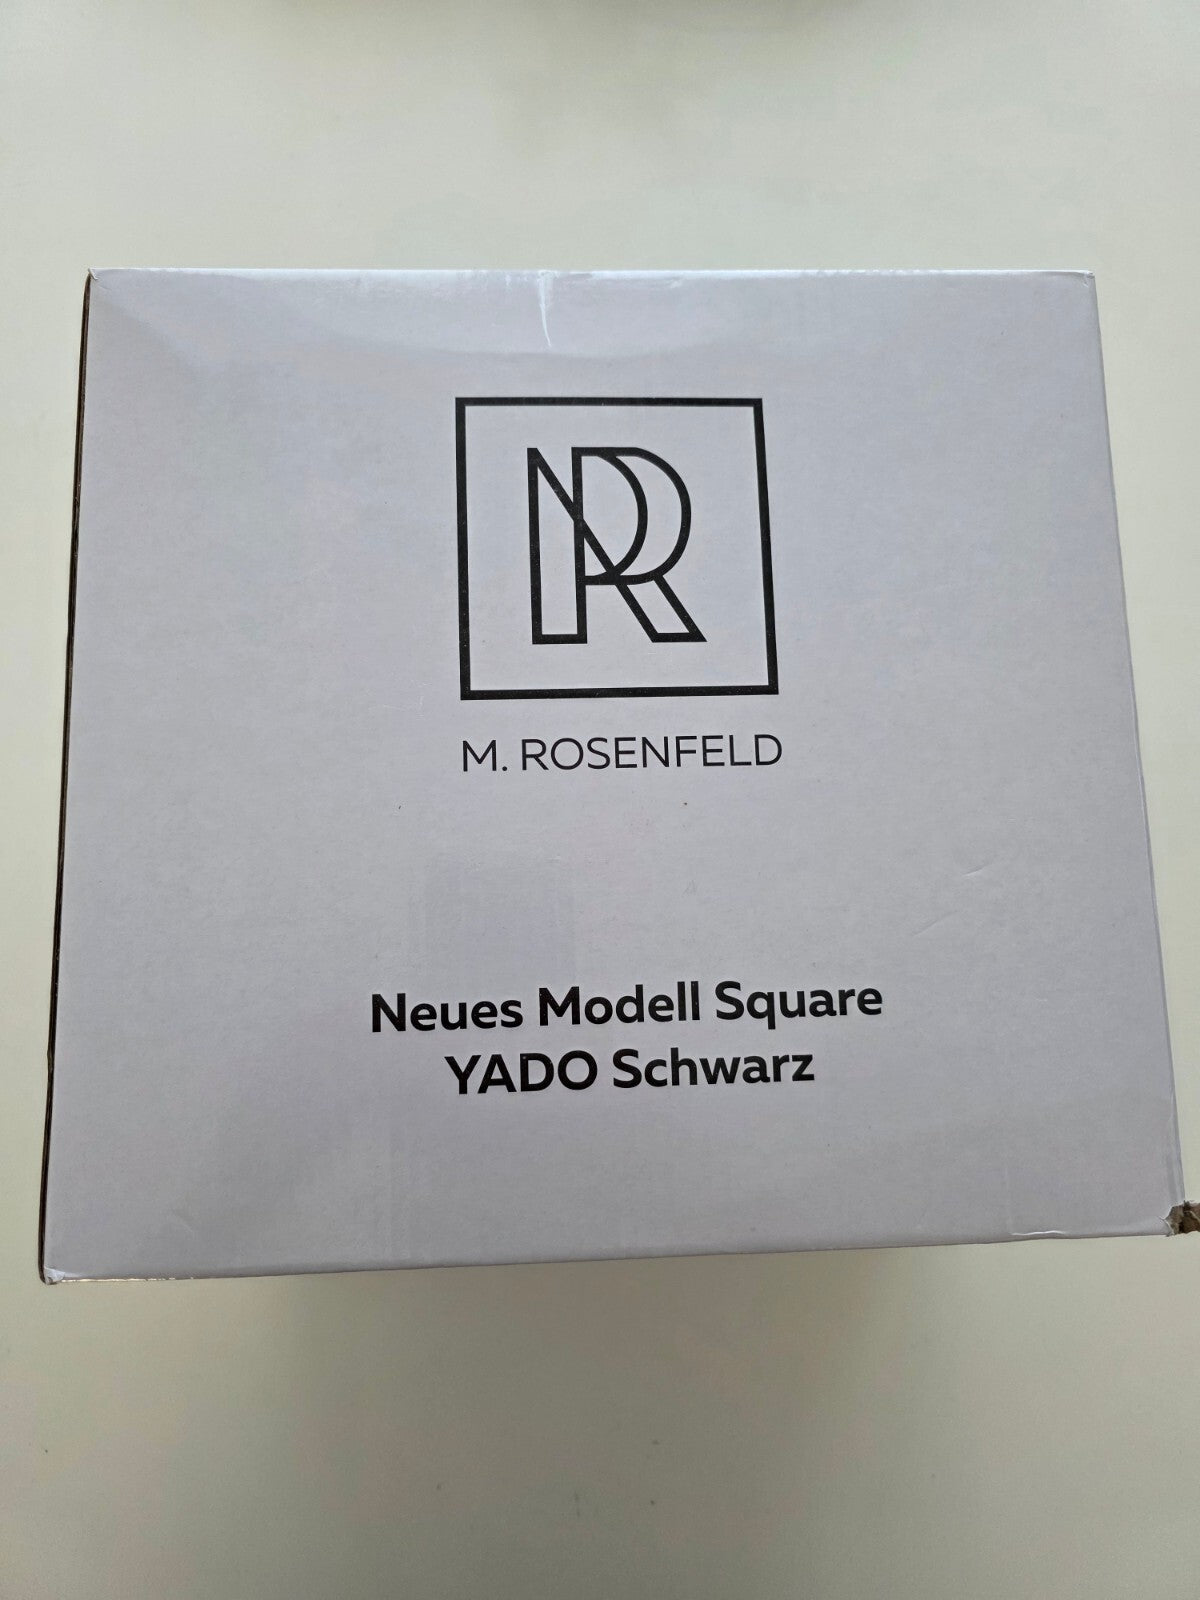 R
M. ROSENFELD
Neues Modell Square
YADO Schwarz